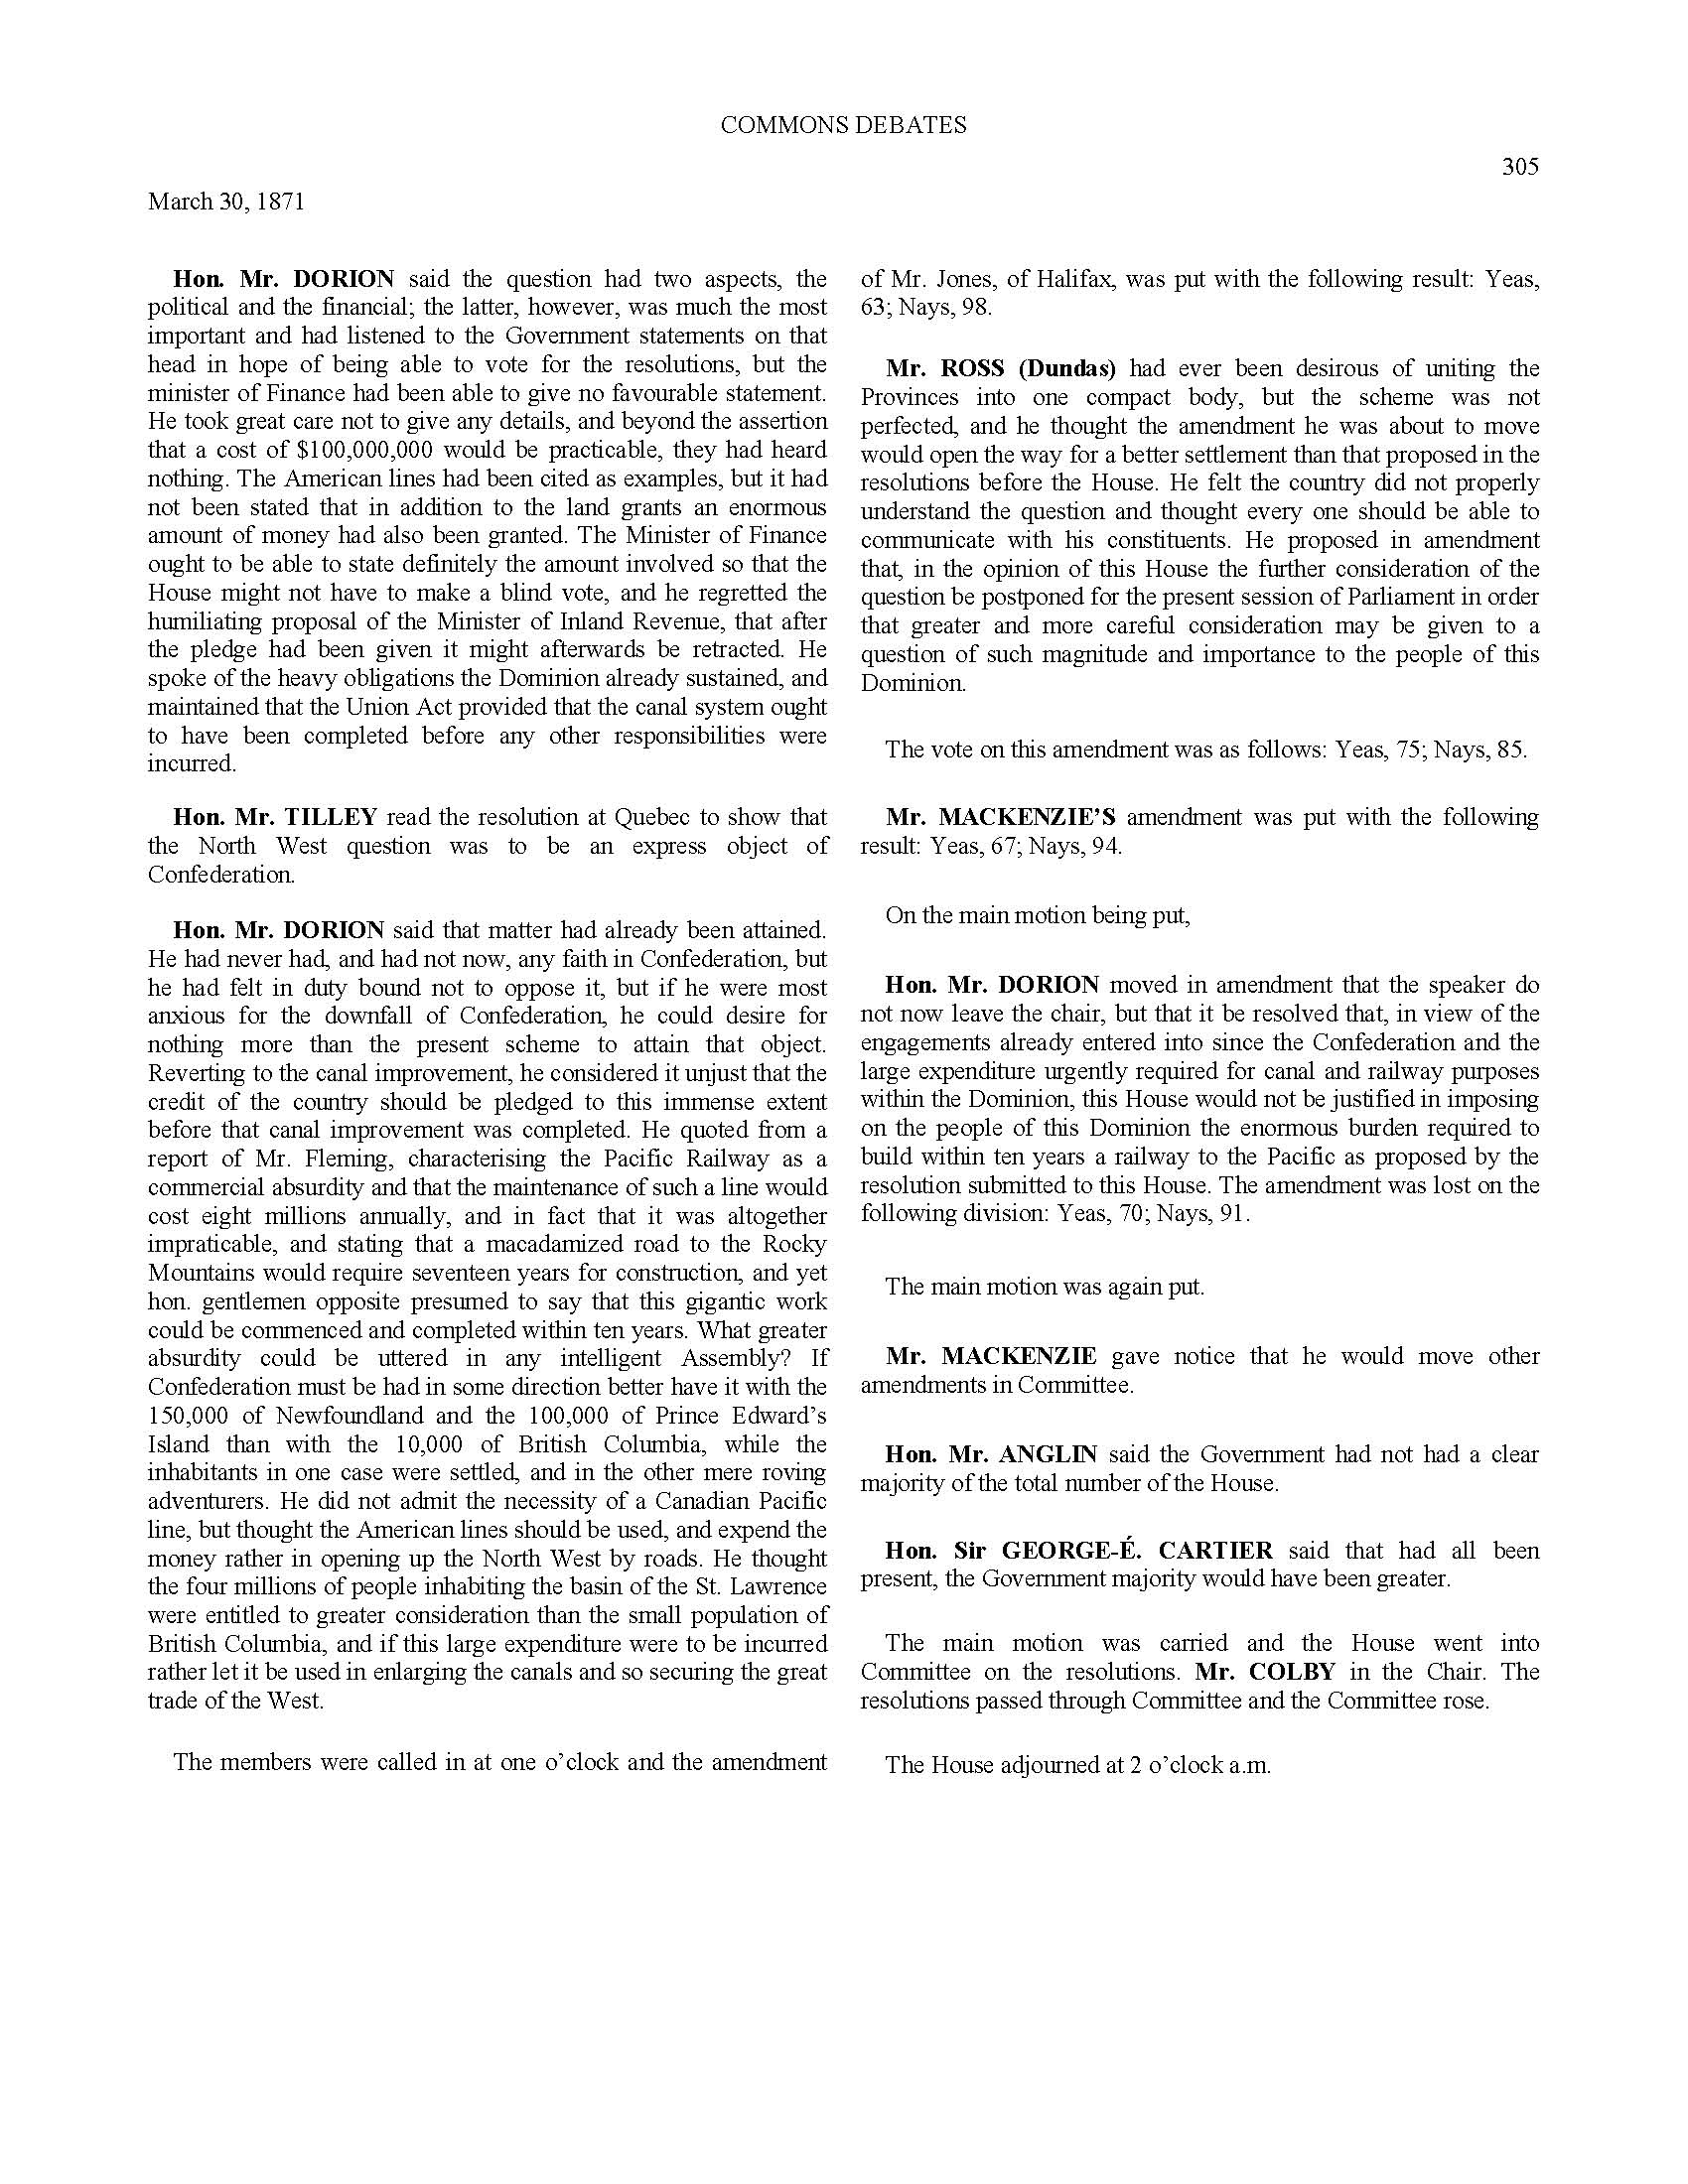 COMMONS DEBATES
305
March 30, 1871
Hon. Mr. DORION said the question had two aspects, the
political and the financial; the latter, however, was much the most
important and had listened to the Government statements on that
head in hope of being able to vote for the resolutions, but the
minister of Finance had been able to give no favourable statement.
He took great care not to give any details, and beyond the assertion
that a cost of $100,000,000 would be practicable, they had heard
nothing. The American lines had been cited as examples, but it had
not been stated that in addition to the land grants an enormous
amount of money had also been granted. The Minister of Finance
ought to be able to state definitely the amount involved so that the
House might not have to make a blind vote, and he regretted the
humiliating proposal of the Minister of Inland Revenue, that after
the pledge had been given it might afterwards be retracted. He
spoke of the heavy obligations the Dominion already sustained, and
maintained that the Union Act provided that the canal system ought
to have been completed before any other responsibilities were
incurred.
Hon. Mr. TILLEY read the resolution at Quebec to show that
the North West question was to be an express object of
Confederation.
Hon. Mr. DORION said that matter had already been attained.
He had never had, and had not now, any faith in Confederation, but
he had felt in duty bound not to oppose it, but if he were most
anxious for the downfall of Confederation, he could desire for
nothing more than the present scheme to attain that object.
Reverting to the canal improvement, he considered it unjust that the
credit of the country should be pledged to this immense extent
before that canal improvement was completed. He quoted from a
report of Mr. Fleming, characterising the Pacific Railway as a
commercial absurdity and that the maintenance of such a line would
cost eight millions annually, and in fact that it was altogether
impraticable, and stating that a macadamized road to the Rocky
Mountains would require seventeen years for construction, and yet
hon. gentlemen opposite presumed to say that this gigantic work
could be commenced and completed within ten years. What greater
absurdity could be uttered in any intelligent Assembly? If
Confederation must be had in some direction better have it with the
150,000 of Newfoundland and the 100,000 of Prince Edward's
Island than with the 10,000 of British Columbia, while the
inhabitants in one case were settled, and in the other mere roving
adventurers. He did not admit the necessity of a Canadian Pacific
line, but thought the American lines should be used, and expend the
money rather in opening up the North West by roads. He thought
the four millions of people inhabiting the basin of the St. Lawrence
were entitled to greater consideration than the small population of
British Columbia, and if this large expenditure were to be incurred
rather let it be used in enlarging the canals and so securing the great
trade of the West.
The members were called in at one o'clock and the amendment
of Mr. Jones, of Halifax, was put with the following result: Yeas,
63; Nays, 98.
Mr. ROSS (Dundas) had ever been desirous of uniting the
Provinces into one compact body, but the scheme was not
perfected, and he thought the amendment he was about to move
would open the way for a better settlement than that proposed in the
resolutions before the House. He felt the country did not properly
understand the question and thought every one should be able to
communicate with his constituents. He proposed in amendment
that, in the opinion of this House the further consideration of the
question be postponed for the present session of Parliament in order
that greater and more careful consideration may be given to a
question of such magnitude and importance to the people of this
Dominion.
The vote on this amendment was as follows: Yeas, 75; Nays, 85.
Mr. MACKENZIE'S amendment was put with the following
result: Yeas, 67; Nays, 94.
On the main motion being put,
Hon. Mr. DORION moved in amendment that the speaker do
not now leave the chair, but that it be resolved that, in view of the
engagements already entered into since the Confederation and the
large expenditure urgently required for canal and railway purposes
within the Dominion, this House would not be justified in imposing
on the people of this Dominion the enormous burden required to
build within ten years a railway to the Pacific as proposed by the
resolution submitted to this House. The amendment was lost on the
following division: Yeas, 70; Nays, 91.
The main motion was again put.
Mr. MACKENZIE gave notice that he would move other
amendments in Committee.
Hon. Mr. ANGLIN said the Government had not had a clear
majority of the total number of the House.
Hon. Sir GEORGE-É. CARTIER said that had all been
present, the Government majority would have been greater.
The main motion was carried and the House went into
Committee on the resolutions. Mr. COLBY in the Chair. The
resolutions passed through Committee and the Committee rose.
The House adjourned at 2 o'clock a.m.